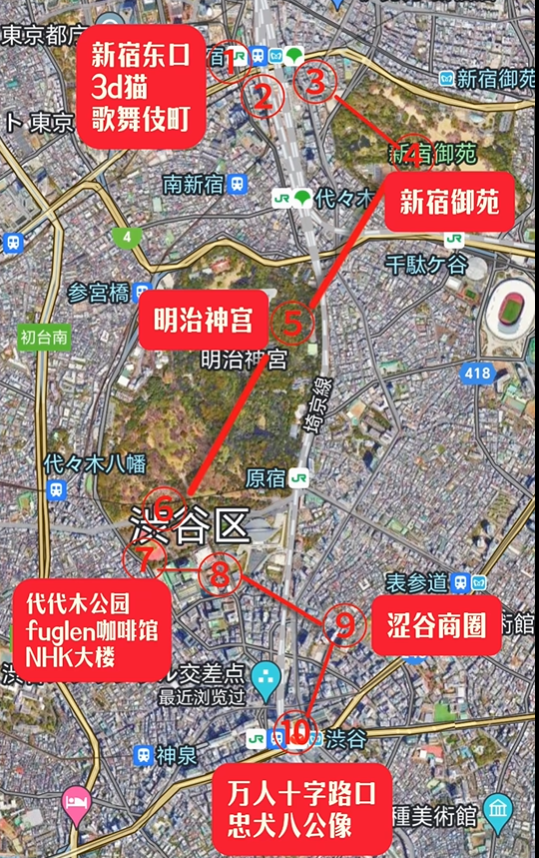 東京都
新宿东口
3d猫
歌舞伎町
宿
JR
①
②
③
新宿御苑
ト 東京
④
新宿御苑
新宿御苑
南新宿
JR
代々木
4
JR
千駄ケ谷
参宮橋
明治神宫
⑤
明治神宮
初台南
418
埼京線
代々木八幡
原宿
JR
⑥
渋谷区
⑦
⑧
表参道
代代木公园
fuglen咖啡馆
NHK大楼
⑨
涩谷商圈
術館
ル交差点
最近浏览过
JR
⑩
渋谷
神泉
万人十字路口
忠犬八公像
種美術館